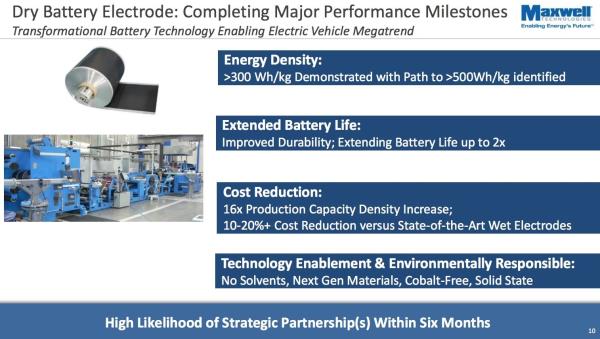 Dry Battery Electrode: Completing Major Performance Milestones
Transformational Battery Technology Enabling Electric Vehicle Megatrend
Maxwell
TECHNOLOGIES
Enabling Energy's Future
Energy Density:
>300 Wh/kg Demonstrated with Path to >500Wh/kg identified
Extended Battery Life:
Improved Durability; Extending Battery Life up to 2x
Cost Reduction:
16x Production Capacity Density Increase;
10-20%+ Cost Reduction versus State-of-the-Art Wet Electrodes
Technology Enablement & Environmentally Responsible:
No Solvents, Next Gen Materials, Cobalt-Free, Solid State
High Likelihood of Strategic Partnership(s) Within Six Months
10